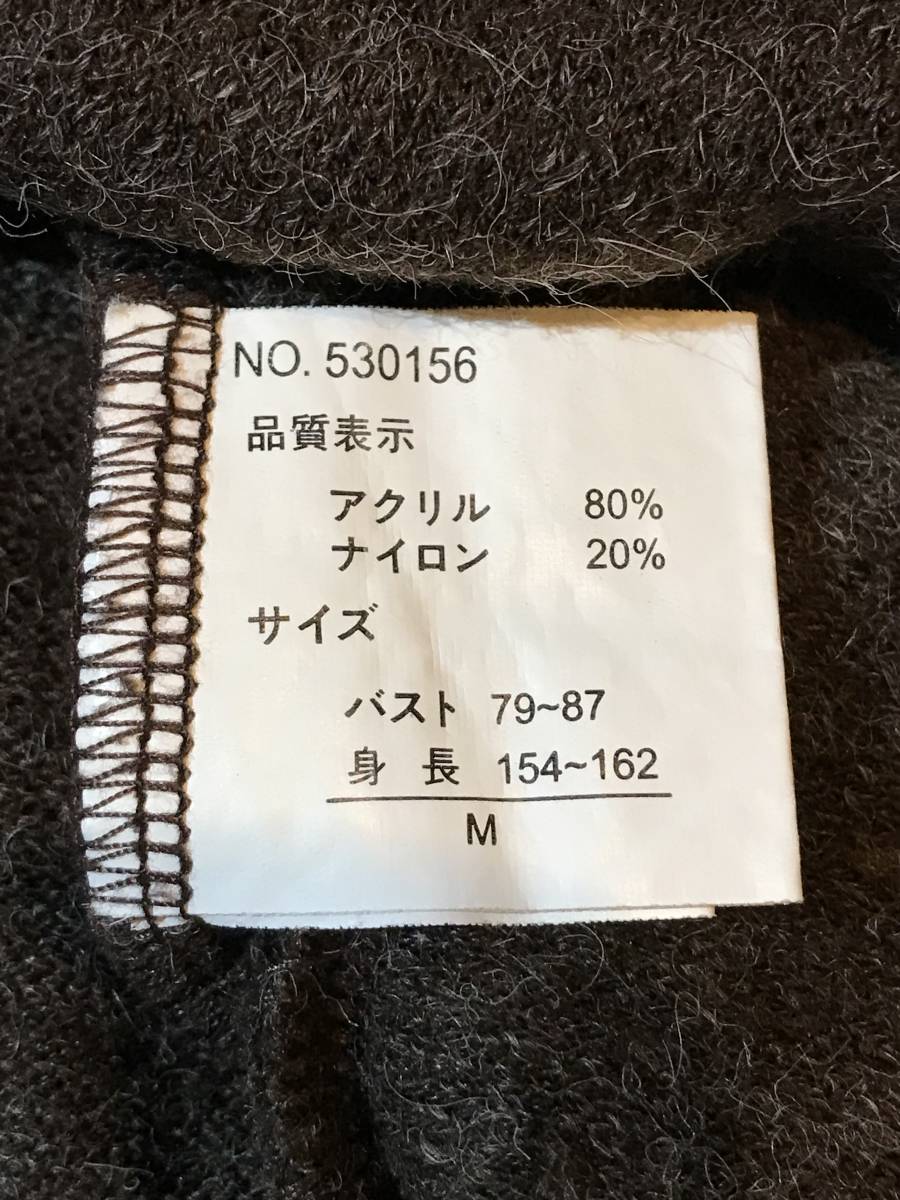 NO. 530156
品質表示
アクリル 80%
ナイロン 20%
サイズ
バスト 79~87
身 長 154~162
M